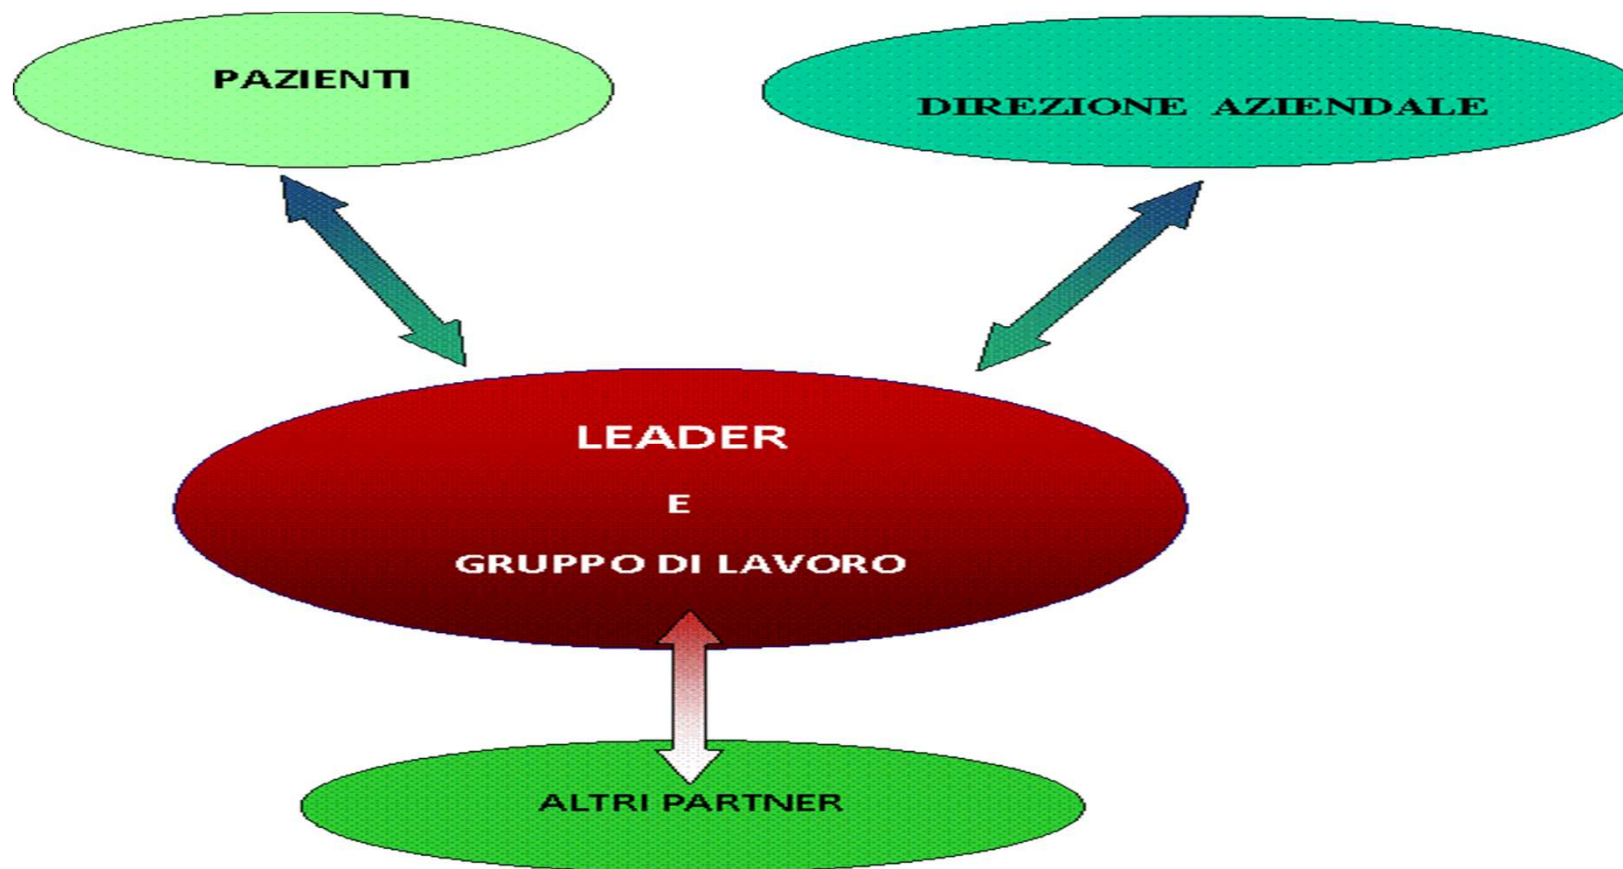 PAZIENTI
DIREZIONE AZIENDALE
LEADER
E
GRUPPO DI LAVORO
ALTRI PARTNER